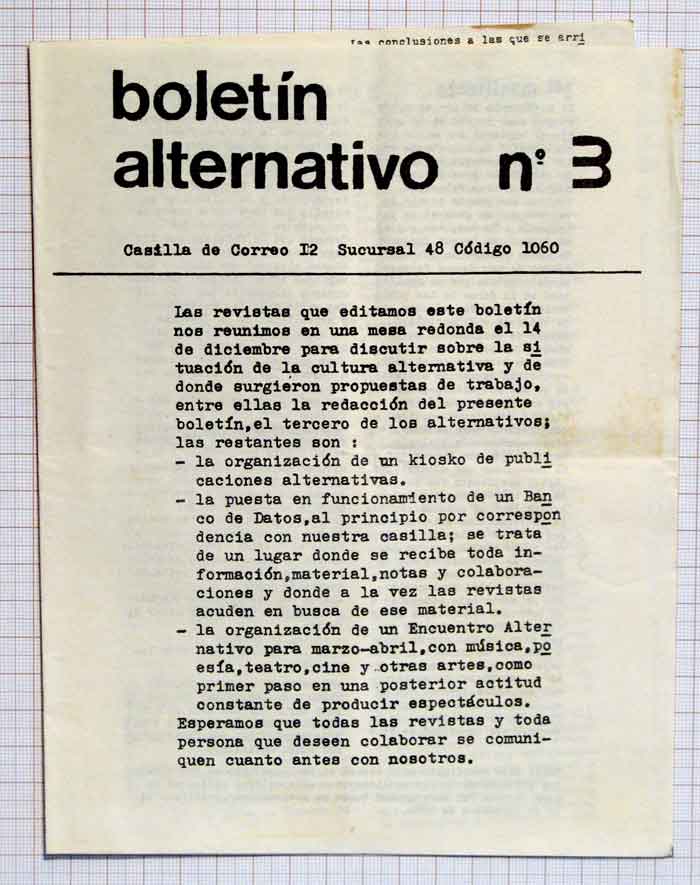 las conclusiones a las que se arri
boletín
alternativo nº 3
Casilla de Correo I2 Sucursal 48 Código 1060
Las revistas que editamos este boletín
nos reunimos en una mesa redonda el 14
de diciembre para discutir sobre la si
tuación de la cultura alternativa y de
donde surgieron propuestas de trabajo,
entre ellas la redacción del presente
boletín,el tercero de los alternativos;
las restantes son :
- la organización de un kiosko de publi
caciones alternativas.
- la puesta en funcionamiento de un Ban
co de Datos,al principio por correspon
dencia con nuestra casilla; se trata
de un lugar donde se reciba toda in-
formación,material,notas y colabora-
ciones y donde a la vez las revistas
acuden en busca de ese material.
- la organización de un Encuentro Alter
nativo para marzo-abril,con música,po
esía,teatro,cine y otras artes,como
primer paso en una posterior actitud
constante de producir espectáculos.
Esperamos que todas las revistas y toda
persona que deseen colaborar se comuni-
quen cuanto antes con nosotros.